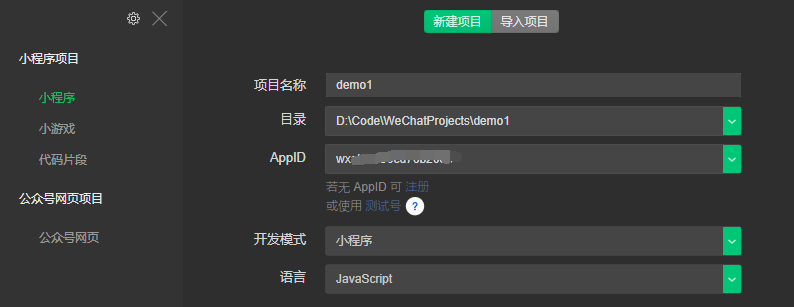 新建项目 导入项目
小程序项目
小程序
小游戏
代码片段
公众号网页项目
公众号网页
项目名称 demo1
目录 D:\Code\WeChatProjects\demo1
AppID
若无 AppID 可 注册
或使用 测试号 ?
开发模式 小程序
语言 JavaScript